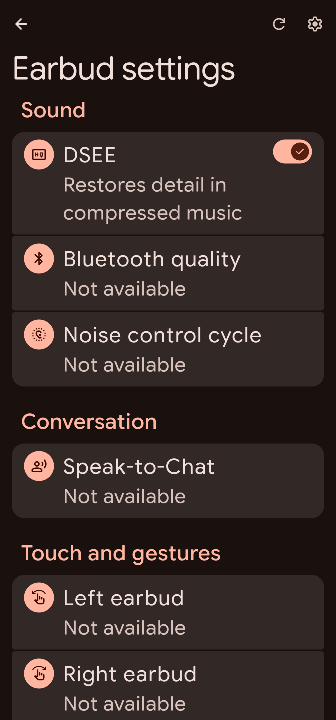 Earbud settings
Sound
HQ
DSEE
Restores detail in
compressed music
Bluetooth quality
Not available
Noise control cycle
Not available
Conversation
Speak-to-Chat
Not available
Touch and gestures
Left earbud
Not available
Right earbud
Not available